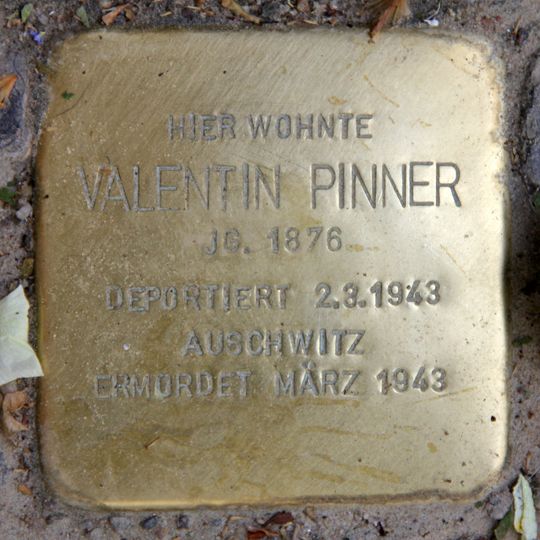 HIER WOHNTE
VALENTIN PINNER
JG. 1876
DEPORTIERT 2.3.1943
AUSCHWITZ
ERMORDET MÄRZ 1943